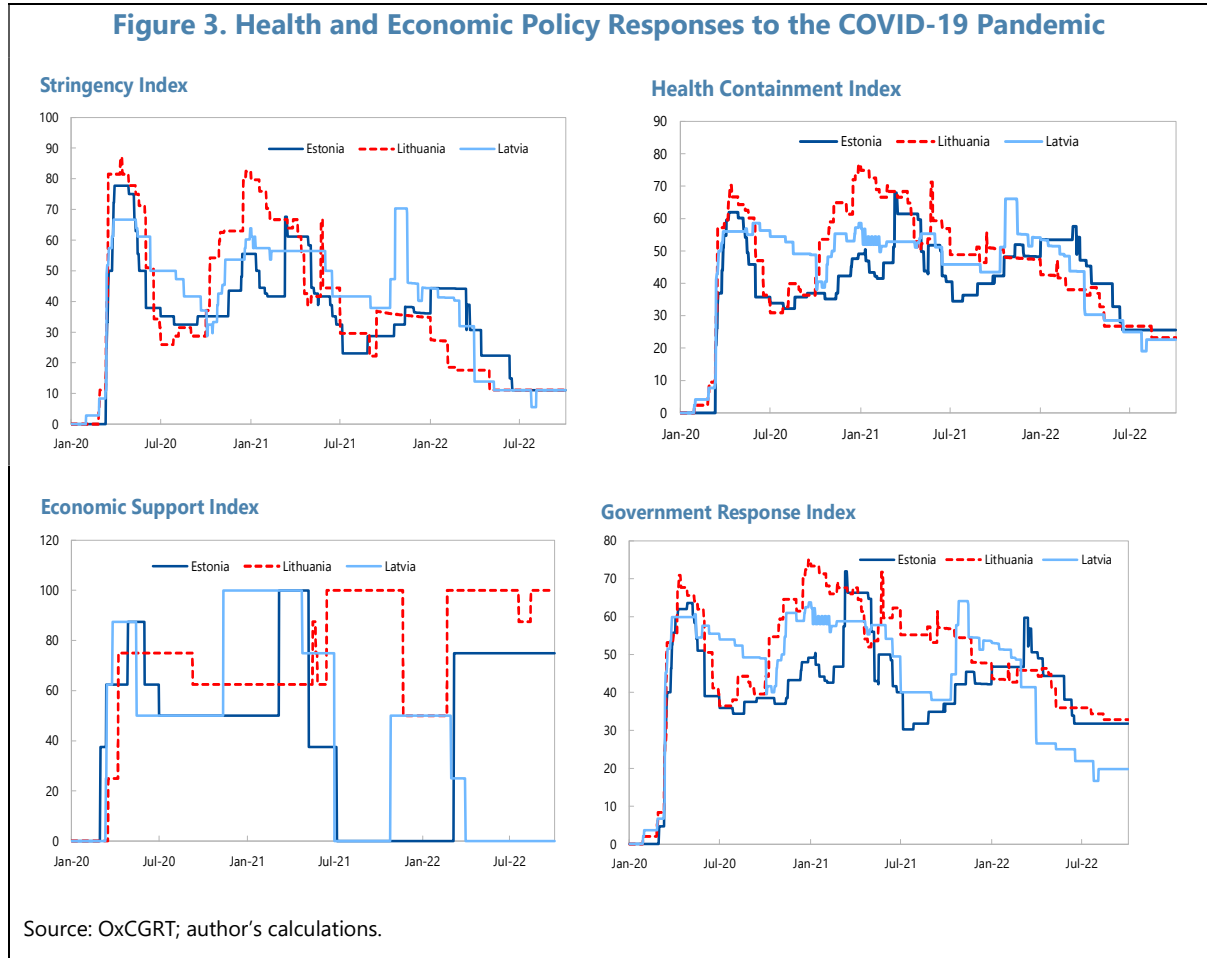 Figure 3. Health and Economic Policy Responses to the COVID-19 Pandemic
Stringency Index
100
90
80
70
60
50
40
30
20
10
0
Estonia Lithuania Latvia
Jan-20 Jul-20 Jan-21 Jul-21 Jan-22 Jul-22
Health Containment Index
90
80
70
60
50
40
30
20
10
0
Estonia Lithuania Latvia
Jan-20 Jul-20 Jan-21 Jul-21 Jan-22 Jul-22
Economic Support Index
120
100
80
60
40
20
0
Estonia Lithuania Latvia
Jan-20 Jul-20 Jan-21 Jul-21 Jan-22 Jul-22
Government Response Index
80
70
60
50
40
30
20
10
0
Estonia Lithuania Latvia
Jan-20 Jul-20 Jan-21 Jul-21 Jan-22 Jul-22
Source: OxCGRT; author’s calculations.